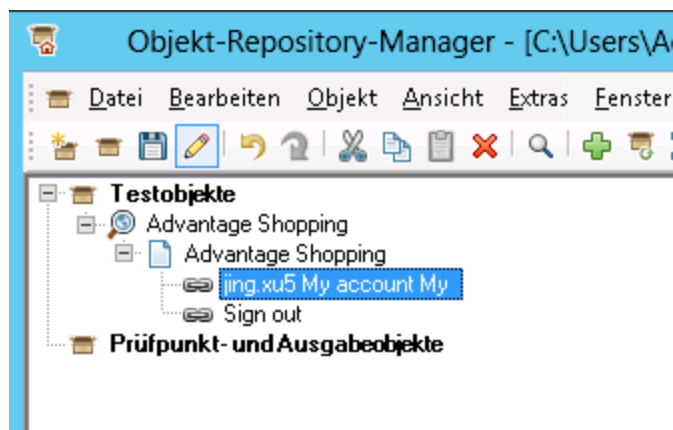 Objekt-Repository-Manager - [C:\Users\A
Datei Bearbeiten Objekt Ansicht Extras Fenster
Testobjekte
Advantage Shopping
Advantage Shopping
jing.xu5 My account My
Sign out
Prüfpunkt- und Ausgabeobjekte